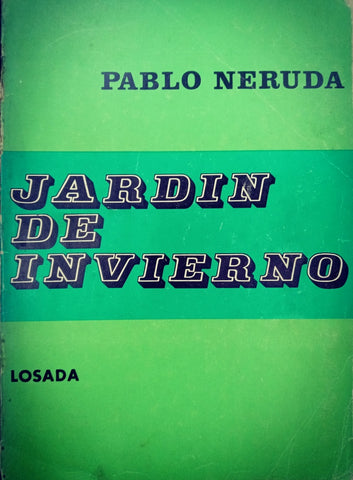 PABLO NERUDA
JARDIN
DE
INVIERNO
LOSADA